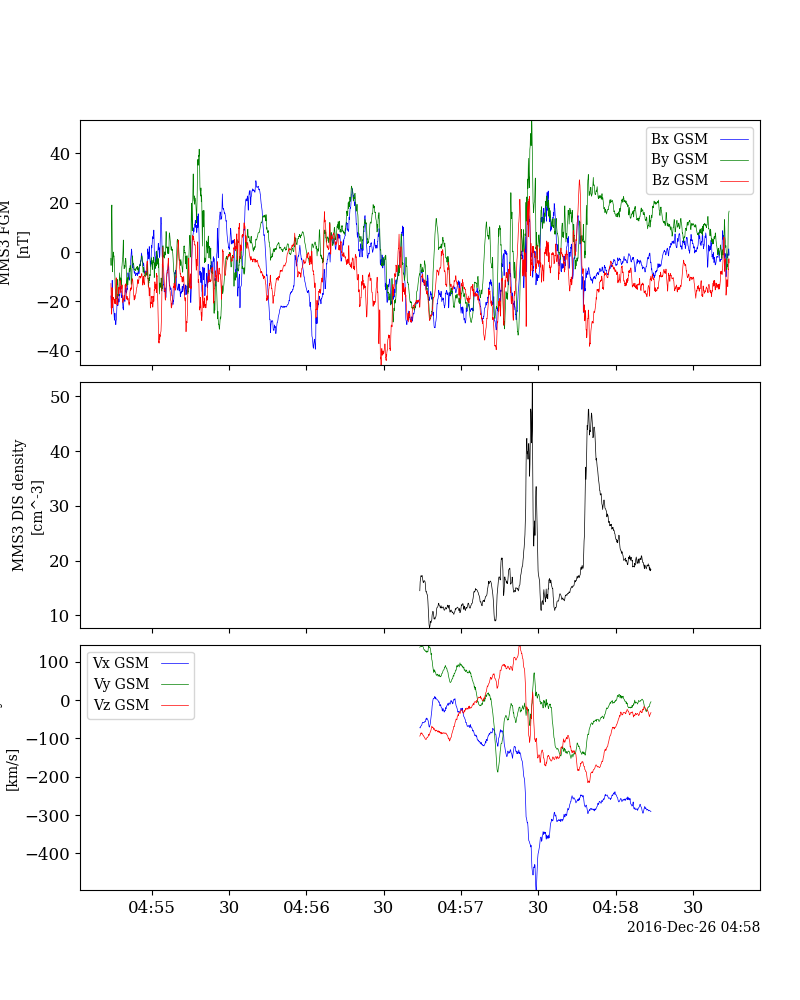 MMS3 FGM
[nT]
40
20
0
−20
−40
Bx GSM
By GSM
Bz GSM
MMS3 DIS density
[cm^-3]
50
40
30
20
10
[km/s]
100
0
−100
−200
−300
−400
Vx GSM
Vy GSM
Vz GSM
04:55 30 04:56 30 04:57 30 04:58 30
2016-Dec-26 04:58